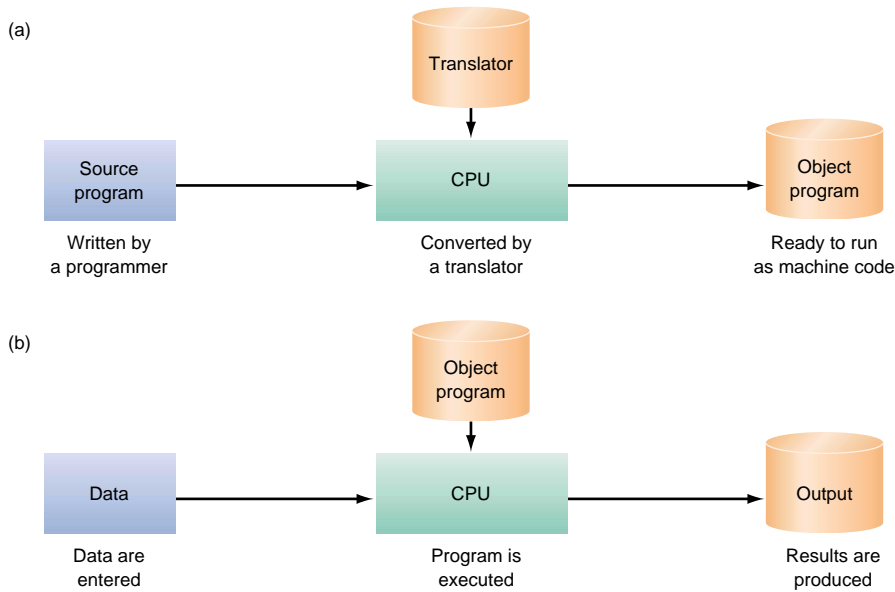 (a)
Translator
Source
program
CPU
Object
program
Written by
a programmer
Converted by
a translator
Ready to run
as machine code
(b)
Object
program
Data
CPU
Output
Data are
entered
Program is
executed
Results are
produced